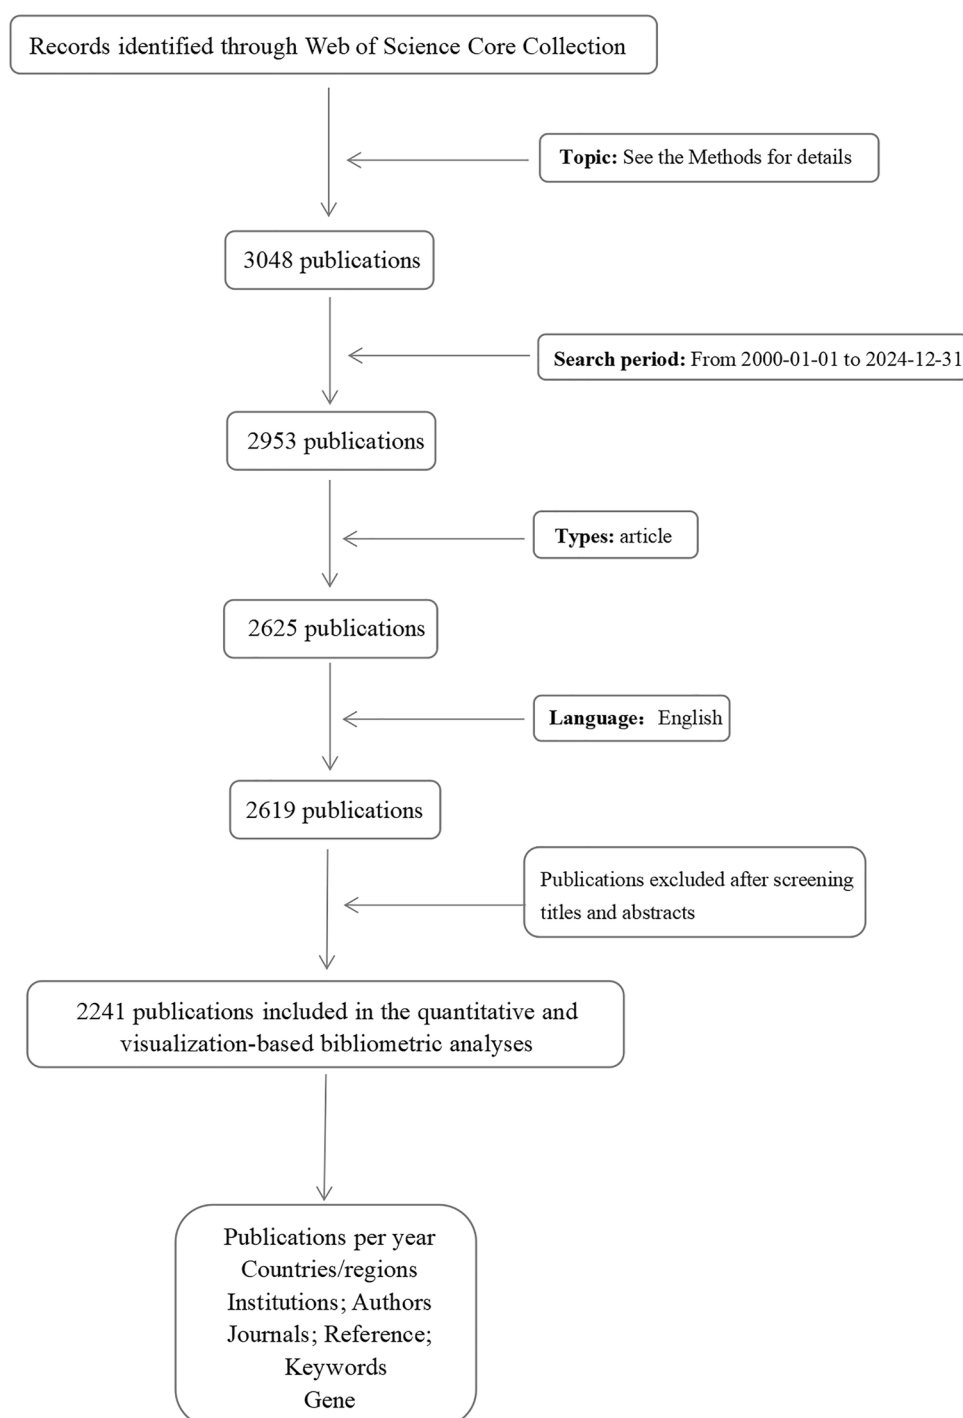 Records identified through Web of Science Core Collection
Topic: See the Methods for details
3048 publications
Search period: From 2000-01-01 to 2024-12-31
2953 publications
Types: article
2625 publications
Language: English
2619 publications
Publications excluded after screening
titles and abstracts
2241 publications included in the quantitative and
visualization-based bibliometric analyses
Publications per year
Countries/regions
Institutions; Authors
Journals; Reference;
Keywords
Gene